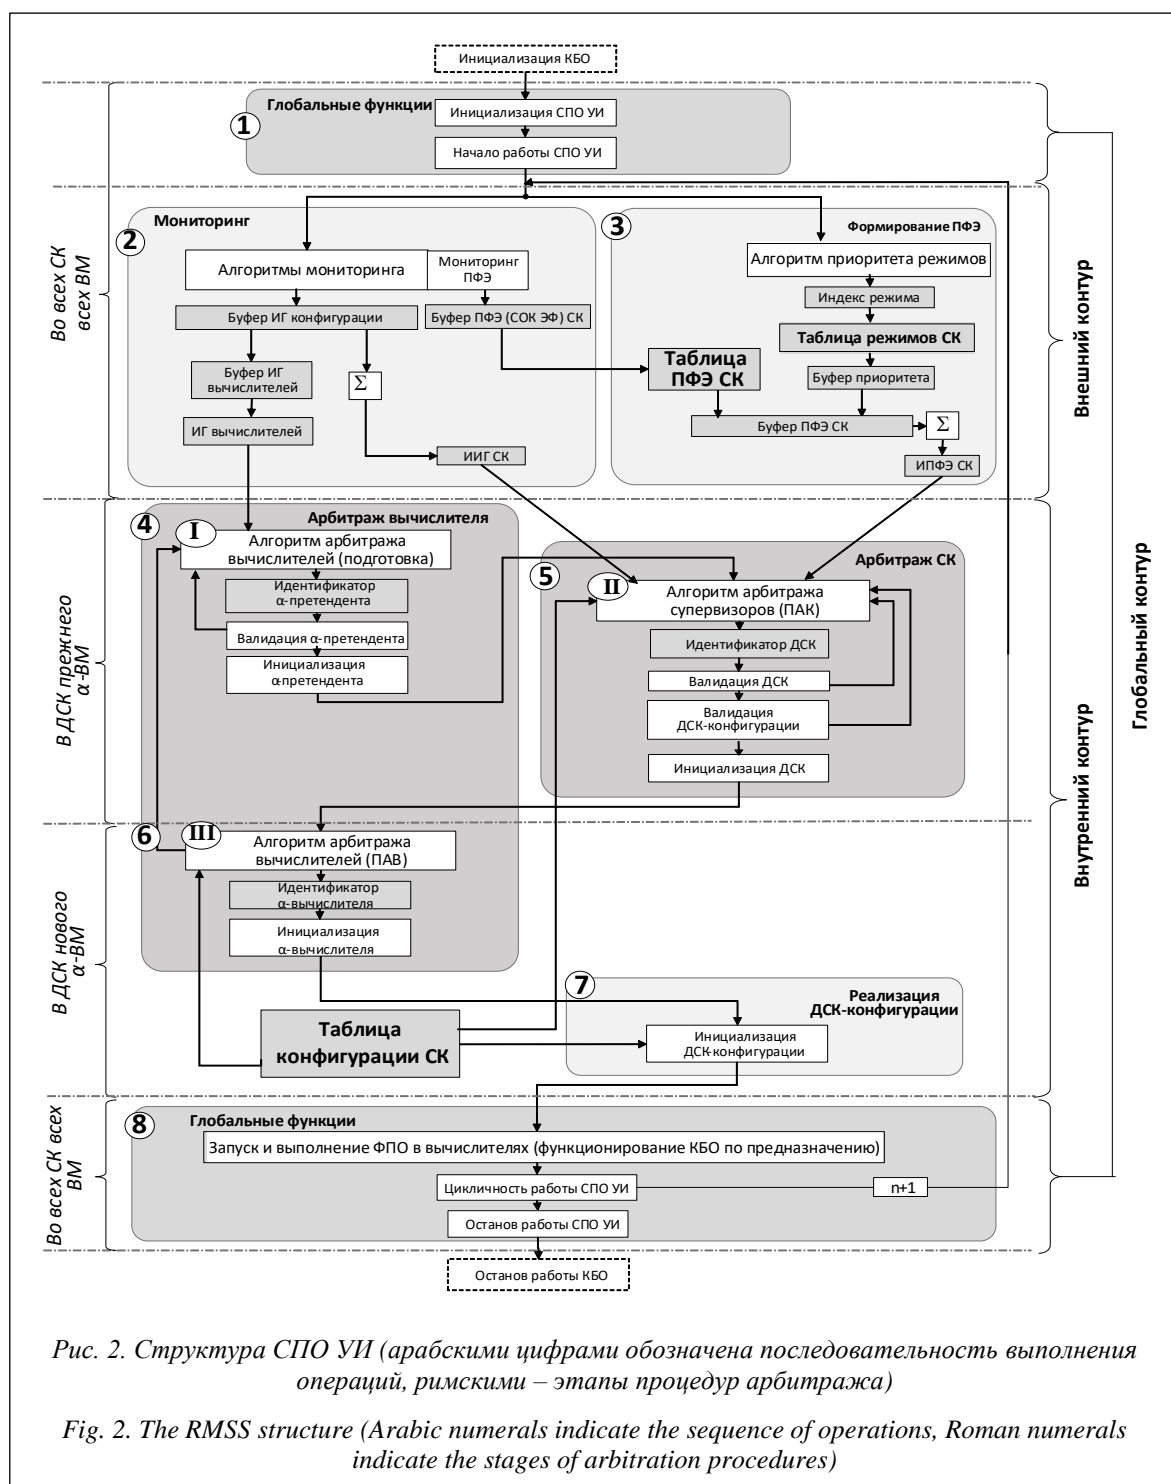 Инициализация КБО
Глобальные функции
1
Инициализация СПО УИ
Начало работы СПО УИ
Во всех СК
всех ВМ
Мониторинг
2
Алгоритмы мониторинга
Мониторинг
ПФЭ
Буфер ИГ конфигурации
Буфер ПФЭ (СОК ЭФ) СК
Буфер ИГ
вычислителей
Σ
ИГ вычислителей
ИИГ СК
3
Формирование ПФЭ
Алгоритм приоритета режимов
Индекс режима
Таблица режимов СК
Таблица
ПФЭ СК
Буфер приоритета
Буфер ПФЭ СК
Σ
ИПФЭ СК
Внешний контур
В ДСК прежнего
α-ВМ
4
Арбитраж вычислителя
I
Алгоритм арбитража
вычислителей (подготовка)
Идентификатор
α-претендента
Валидация α-претендента
Инициализация
α-претендента
5
Арбитраж СК
II
Алгоритм арбитража
супервизоров (ПАК)
Идентификатор ДСК
Валидация ДСК
Валидация
ДСК-конфигурации
Инициализация ДСК
Глобальный контур
Внутренний контур
В ДСК нового
α-ВМ
6
III
Алгоритм арбитража
вычислителей (ПАВ)
Идентификатор
α-вычислителя
Инициализация
α-вычислителя
Таблица
конфигурации СК
7
Реализация
ДСК-конфигурации
Инициализация
ДСК-конфигурации
Во всех СК всех
ВМ
8
Глобальные функции
Запуск и выполнение ФПО в вычислителях (функционирование КБО по предназначению)
Цикличность работы СПО УИ
n+1
Останов работы СПО УИ
Останов работы КБО
Рис. 2. Структура СПО УИ (арабскими цифрами обозначена последовательность выполнения
операций, римскими – этапы процедур арбитража)
Fig. 2. The RMSS structure (Arabic numerals indicate the sequence of operations, Roman numerals
indicate the stages of arbitration procedures)